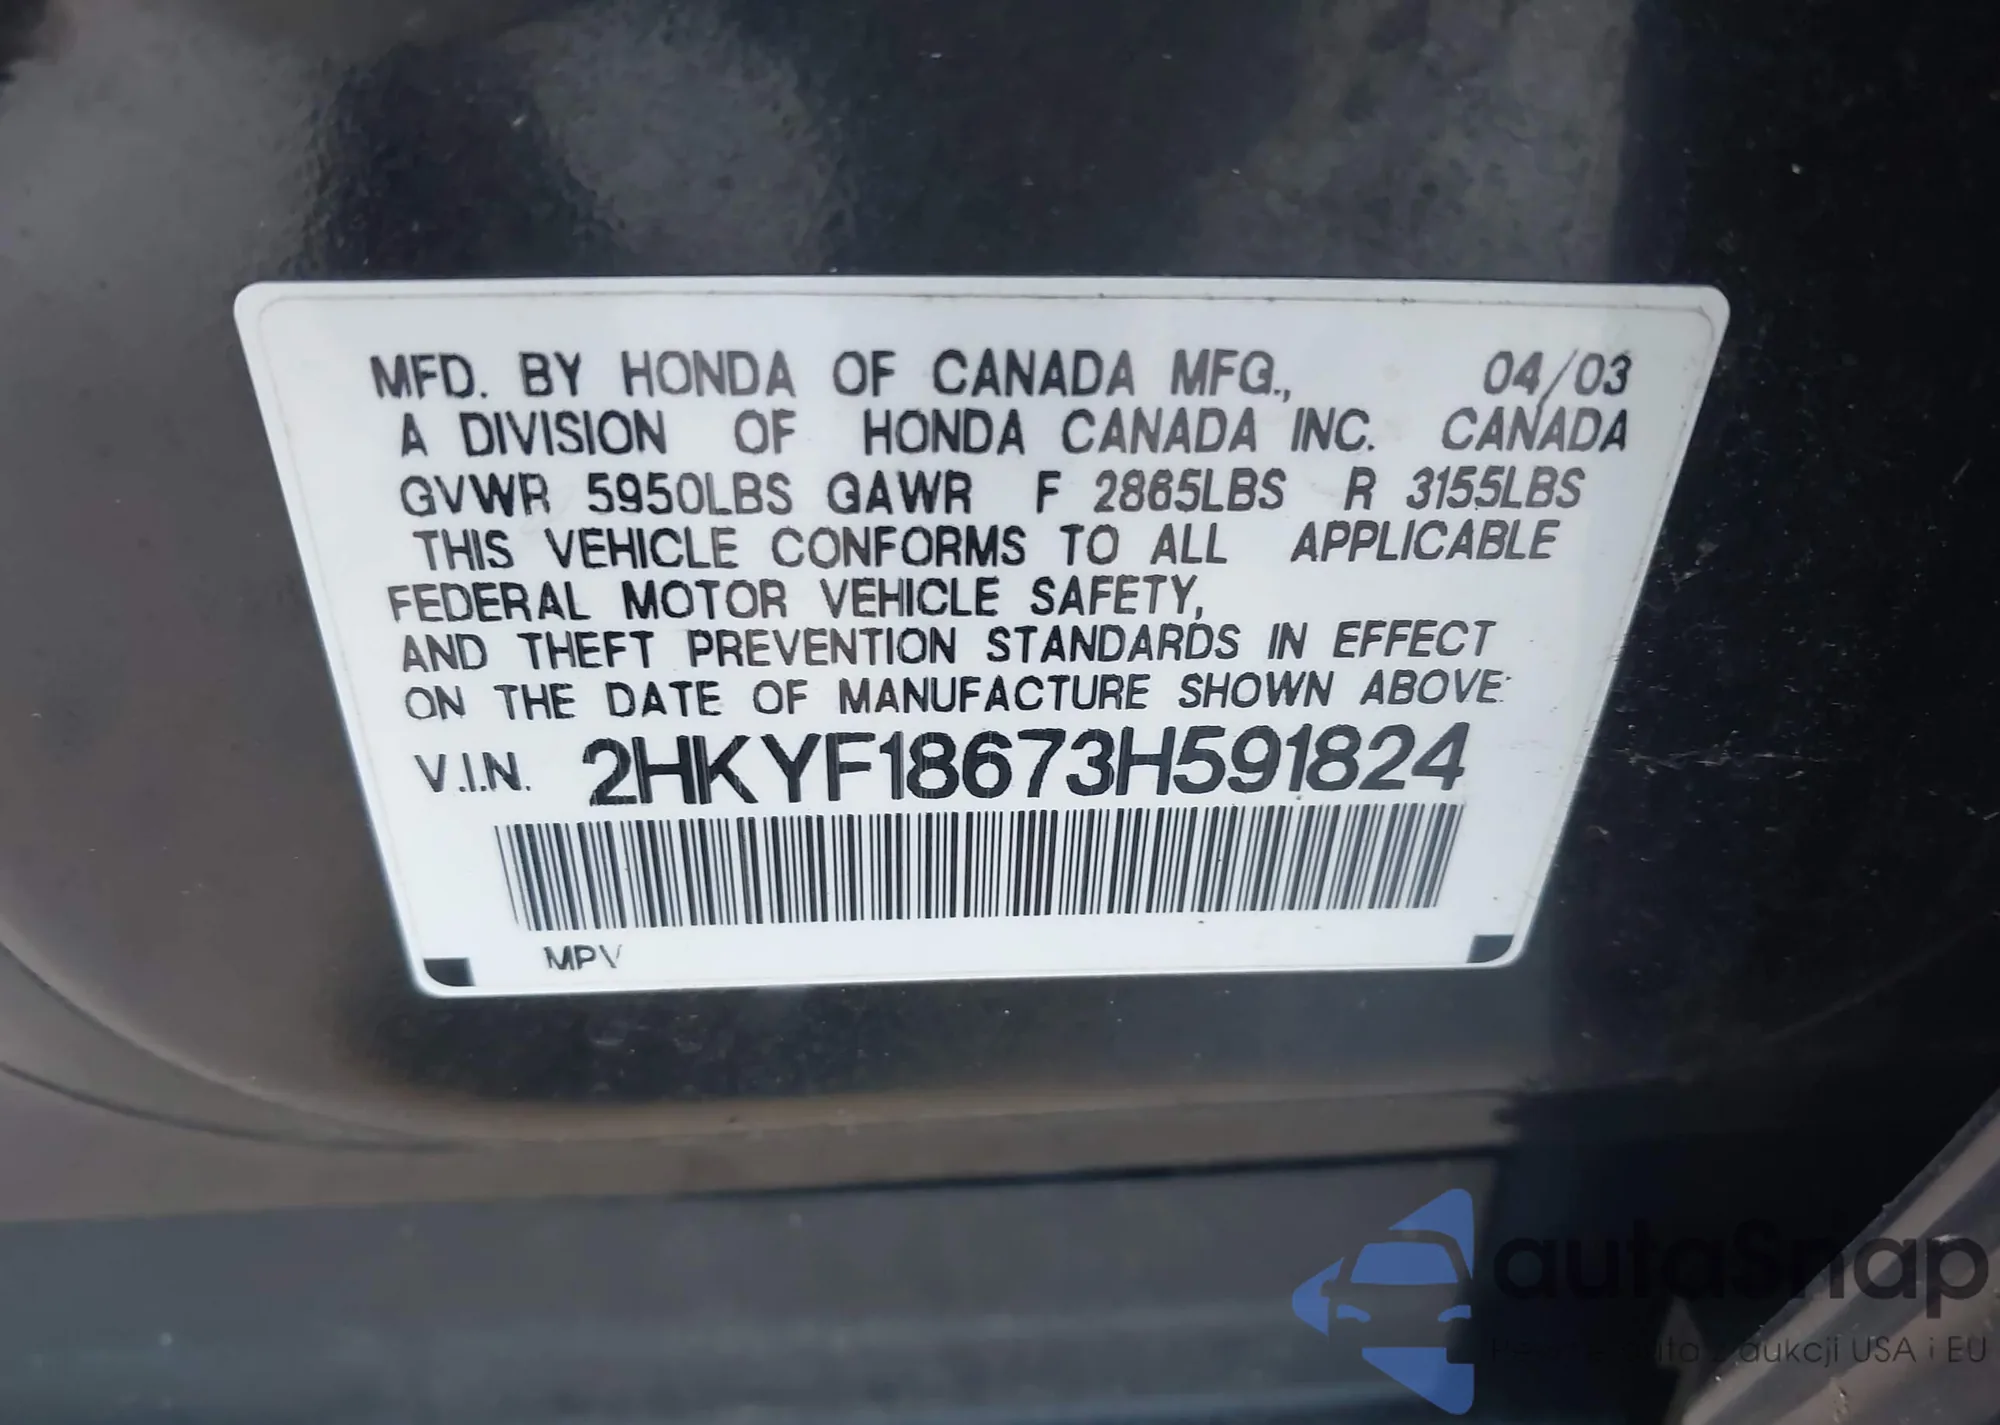 MFD. BY HONDA OF CANADA MFG., 04/03
A DIVISION OF HONDA CANADA INC. CANADA
GVWR 5950LBS GAWR F 2865LBS R 3155LBS
THIS VEHICLE CONFORMS TO ALL APPLICABLE
FEDERAL MOTOR VEHICLE SAFETY,
AND THEFT PREVENTION STANDARDS IN EFFECT
ON THE DATE OF MANUFACTURE SHOWN ABOVE:
V.I.N. 2HKYF18673H591824
MPV
autaSnap
aukcji USA i EU